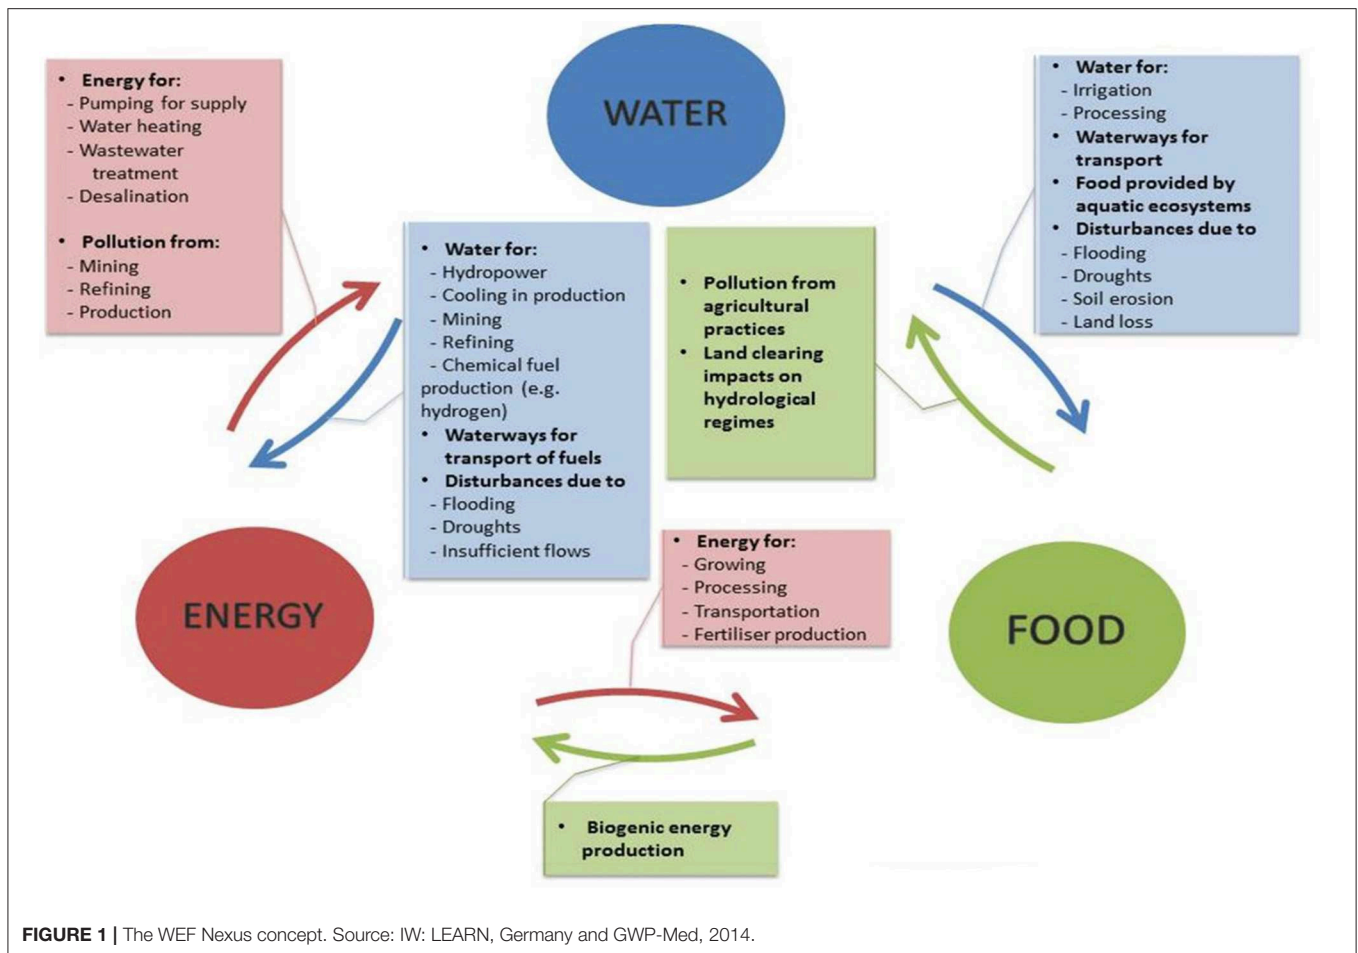 WATER
• Energy for:
- Pumping for supply
- Water heating
- Wastewater
treatment
- Desalination
• Pollution from:
- Mining
- Refining
- Production
• Water for:
- Hydropower
- Cooling in production
- Mining
- Refining
- Chemical fuel
production (e.g.
hydrogen)
• Waterways for
transport of fuels
• Disturbances due to
- Flooding
- Droughts
- Insufficient flows
• Pollution from
agricultural
practices
• Land clearing
impacts on
hydrological
regimes
• Water for:
- Irrigation
- Processing
• Waterways for
transport
• Food provided by
aquatic ecosystems
• Disturbances due to
- Flooding
- Droughts
- Soil erosion
- Land loss
ENERGY
• Energy for:
- Growing
- Processing
- Transportation
- Fertiliser production
FOOD
• Biogenic energy
production
FIGURE 1 | The WEF Nexus concept. Source: IW: LEARN, Germany and GWP-Med, 2014.